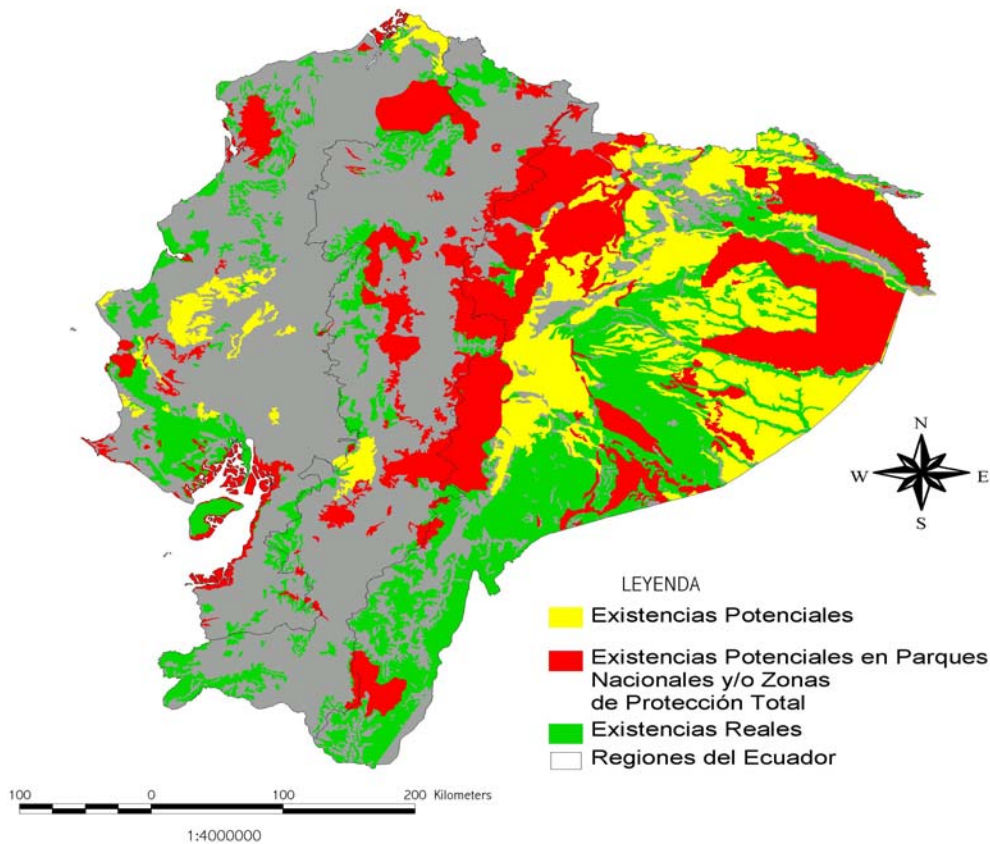 N
W
E
S
LEYENDA
Existencias Potenciales
Existencias Potenciales en Parques
Nacionales y/o Zonas
de Protección Total
Existencias Reales
Regiones del Ecuador
100 0 100 200 Kilometers
1:4000000